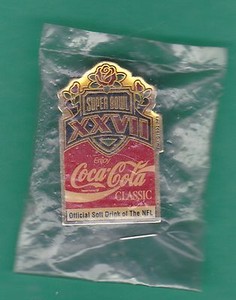 SUPER BOWL
XXVII
Enjoy
Coca-Cola
CLASSIC
Official Soft Drink of The NFL